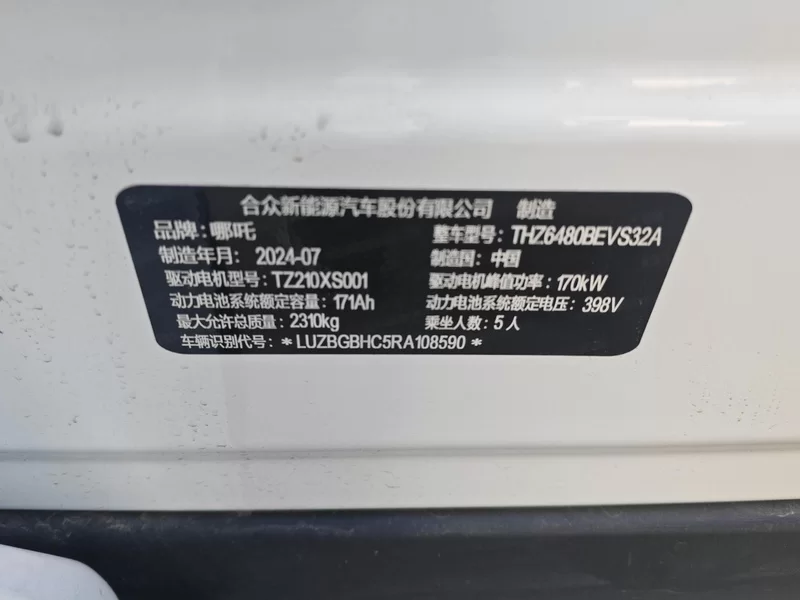 合众新能源汽车股份有限公司 制造
品牌：哪吒 整车型号：THZ6480BEVS32A
制造年月：2024-07 制造国：中国
驱动电机型号：TZ210XS001 驱动电机峰值功率：170kW
动力电池系统额定容量：171Ah 动力电池系统额定电压：398V
最大允许总质量：2310kg 乘坐人数：5人
车辆识别代号：＊LUZBGBHC5RA108590＊